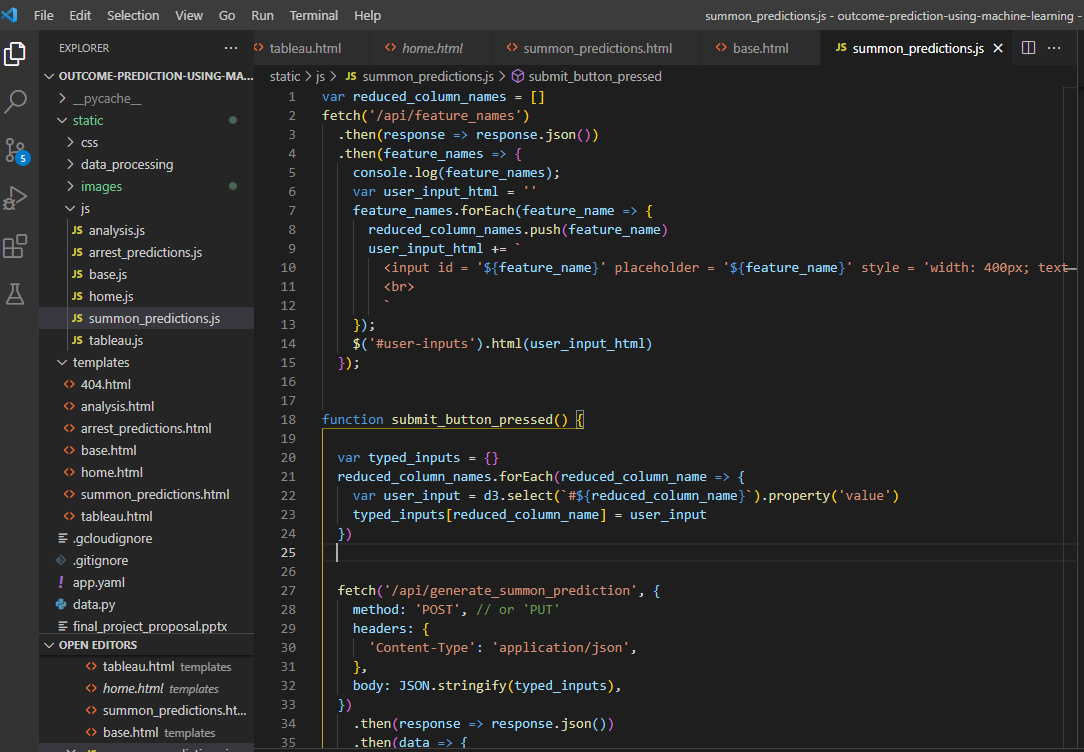 File Edit Selection View Go Run Terminal Help summon_predictions.js - outcome-prediction-using-machine-learning -
EXPLORER ···
OUTCOME-PREDICTION-USING-MA...
__pycache__
static
css
data_processing
images
js
JS analysis.js
JS arrest_predictions.js
JS base.js
JS home.js
JS summon_predictions.js
JS tableau.js
templates
404.html
analysis.html
arrest_predictions.html
base.html
home.html
summon_predictions.html
tableau.html
.gcloudignore
.gitignore
! app.yaml
data.py
final_project_proposal.pptx
OPEN EDITORS
tableau.html templates
home.html templates
summon_predictions.ht...
base.html templates
5
tableau.html home.html summon_predictions.html base.html JS summon_predictions.js ···
static > js > JS summon_predictions.js > submit_button_pressed
1 var reduced_column_names = []
2 fetch('/api/feature_names')
3 .then(response => response.json())
4 .then(feature_names => {
5 console.log(feature_names);
6 var user_input_html = ''
7 feature_names.forEach(feature_name => {
8 reduced_column_names.push(feature_name)
9 user_input_html += `
10 <input id = '${feature_name}' placeholder = '${feature_name}' style = 'width: 400px; text-
11 <br>
12 `
13 });
14 $('#user-inputs').html(user_input_html)
15 });
16
17
18 function submit_button_pressed() {
19
20 var typed_inputs = {}
21 reduced_column_names.forEach(reduced_column_name => {
22 var user_input = d3.select(`#${reduced_column_name}`).property('value')
23 typed_inputs[reduced_column_name] = user_input
24 })
25
26
27 fetch('/api/generate_summon_prediction', {
28 method: 'POST', // or 'PUT'
29 headers: {
30 'Content-Type': 'application/json',
31 },
32 body: JSON.stringify(typed_inputs),
33 })
34 .then(response => response.json())
35 .then(data => {